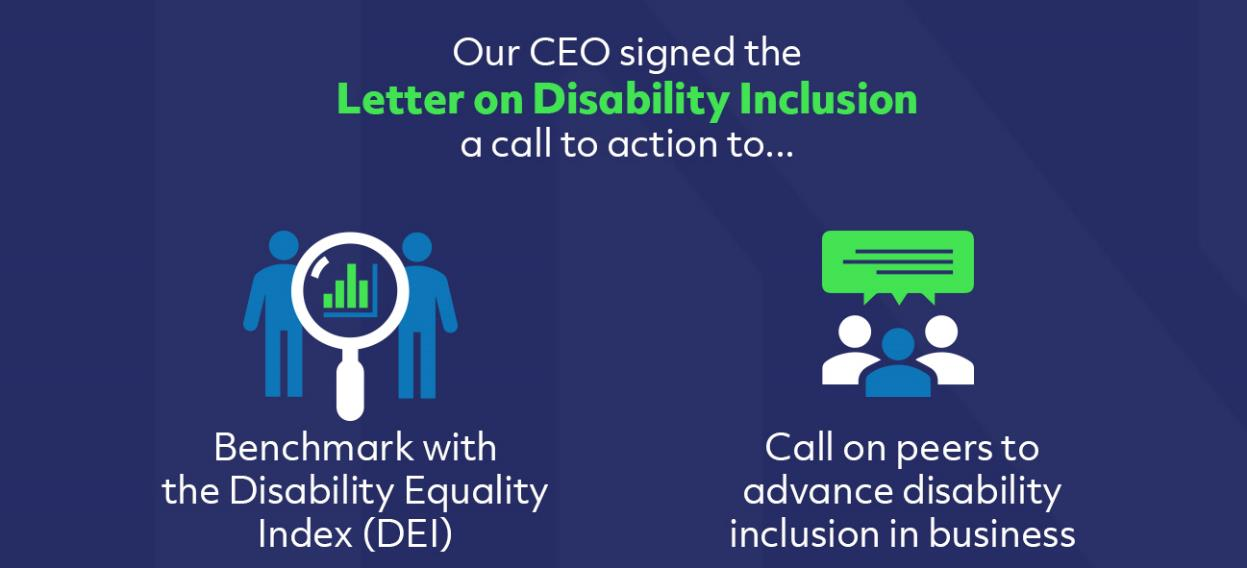 Our CEO signed the
Letter on Disability Inclusion
a call to action to...
Benchmark with
the Disability Equality
Index (DEI)
Call on peers to
advance disability
inclusion in business